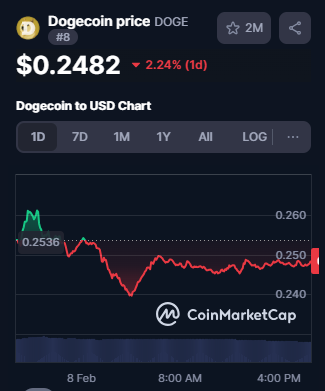 Dogecoin price DOGE
#8
2M
$0.2482
2.24% (1d)
Dogecoin to USD Chart
1D 7D 1M 1Y All LOG ...
0.260
0.2536
0.250
0.240
CoinMarketCap
8 Feb 8:00 AM 4:00 PM